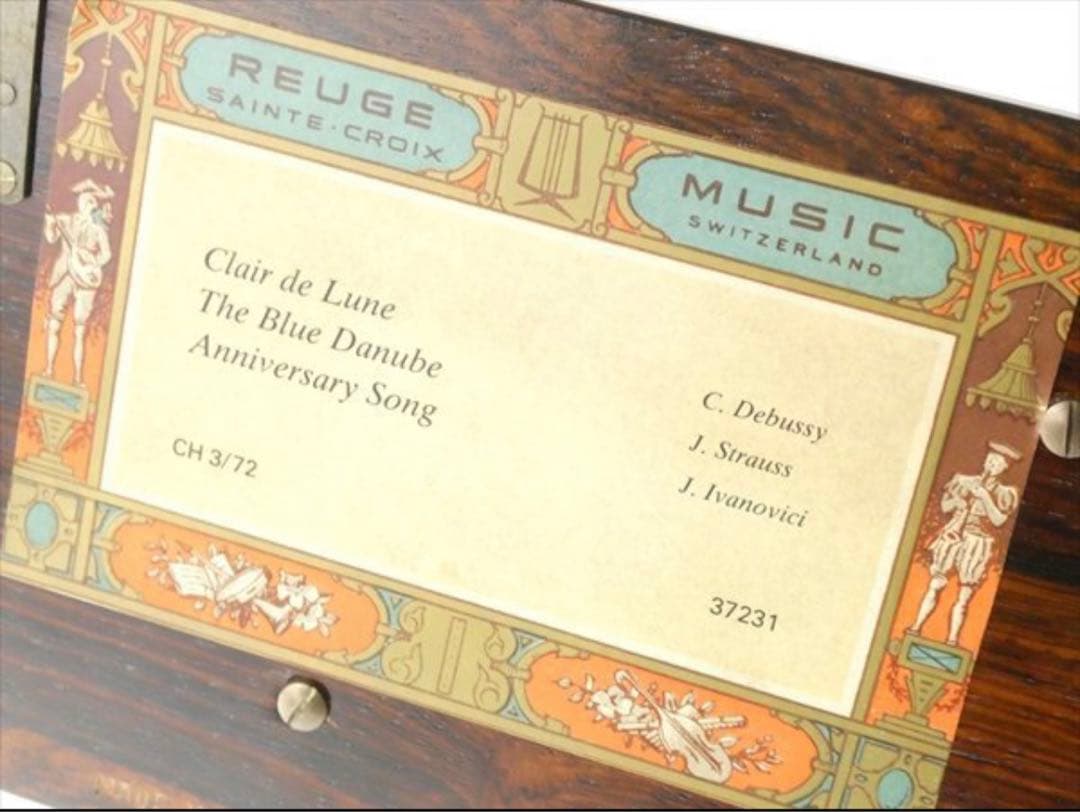 REUGE
SAINTE·CROIX
MUSIC
SWITZERLAND
Clair de Lune
The Blue Danube
Anniversary Song
C. Debussy
J. Strauss
J. Ivanovici
CH 3/72
37231